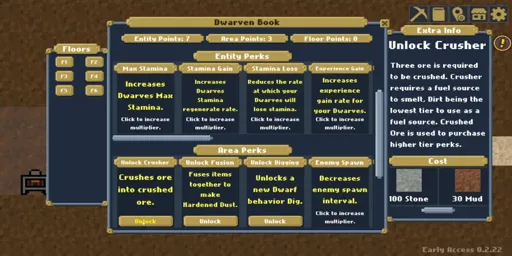 Dwarven Book
Entity Points: 7
Area Points: 3
Floor Points: 0
Floors
F1
F2
F3
F4
F5
F6
Entity Perks
Max Stamina
Increases
Dwarves Max
Stamina.
Click to increase
multiplier.
Stamina Gain
Increases
Dwarves
Stamina
regenerate rate.
Click to increase
multiplier.
Stamina Loss
Reduces the rate
at which your
Dwarves will
lose stamina.
Click to increase
multiplier.
Experience Gain
Increases
experience
gain rate for
your Dwarves.
Click to increase
multiplier.
Area Perks
Unlock Crusher
Crushes ore
into crushed
ore.
Unlock
Unlock Fusion
Fuses items
together to
make
Hardened Dust.
Unlock
Unlock Digging
Unlocks
a new Dwarf
behavior Dig.
Unlock
Enemy Spawn
Decreases
enemy spawn
interval.
Click to increase
multiplier.
Extra Info
Unlock Crusher
Three ore is required
to be crushed. Crusher
requires a fuel source
to smelt, Dirt being the
lowest tier to use as a
fuel source. Crushed
Ore is used to purchase
higher tier perks.
Cost
100 Stone
30 Mud
Early Access 0.2.22